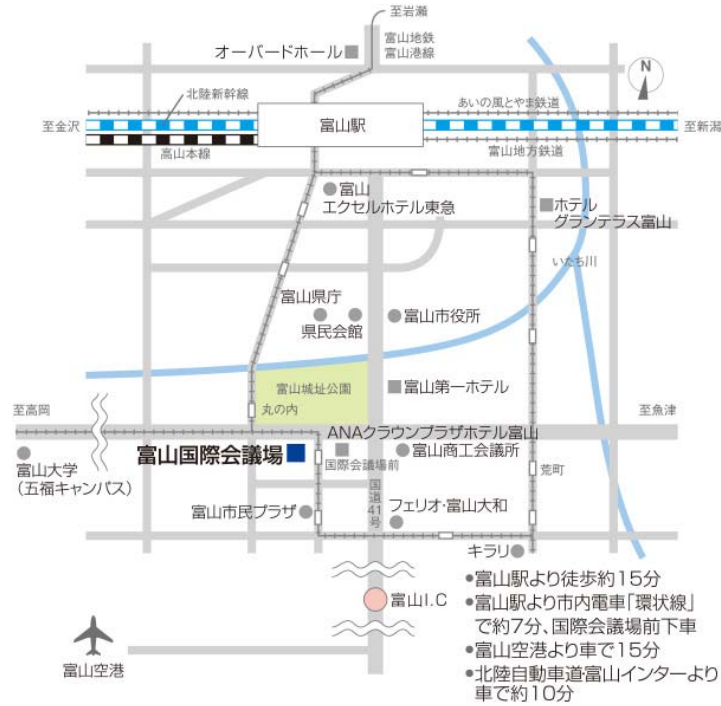 至岩瀬
オーバードホール
富山地鉄
富山港線
N
北陸新幹線
あいの風とやま鉄道
至金沢
富山駅
至新潟
高山本線
富山地方鉄道
富山
エクセルホテル東急
ホテル
グランテラス富山
いたち川
富山県庁
県民会館
富山市役所
富山城址公園
富山第一ホテル
至高岡
丸の内
至魚津
ANAクラウンプラザホテル富山
富山国際会議場
国際会議場前
富山商工会議所
富山大学
(五福キャンパス)
荒町
国道41号
富山市民プラザ
フェリオ・富山大和
キラリ
富山I.C
富山空港
●富山駅より徒歩約15分
●富山駅より市内電車「環状線」
で約7分、国際会議場前下車
●富山空港より車で15分
●北陸自動車道富山インターより
車で約10分